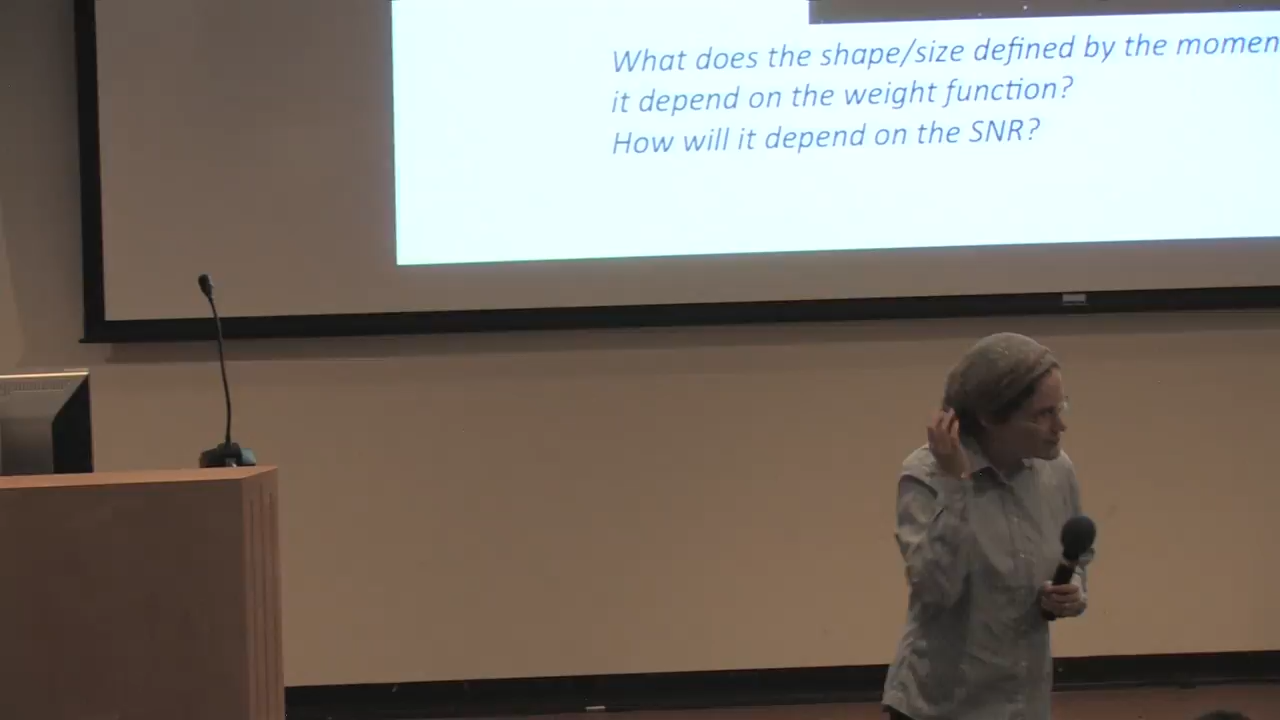 What does the shape/size defined by the momen
it depend on the weight function?
How will it depend on the SNR?